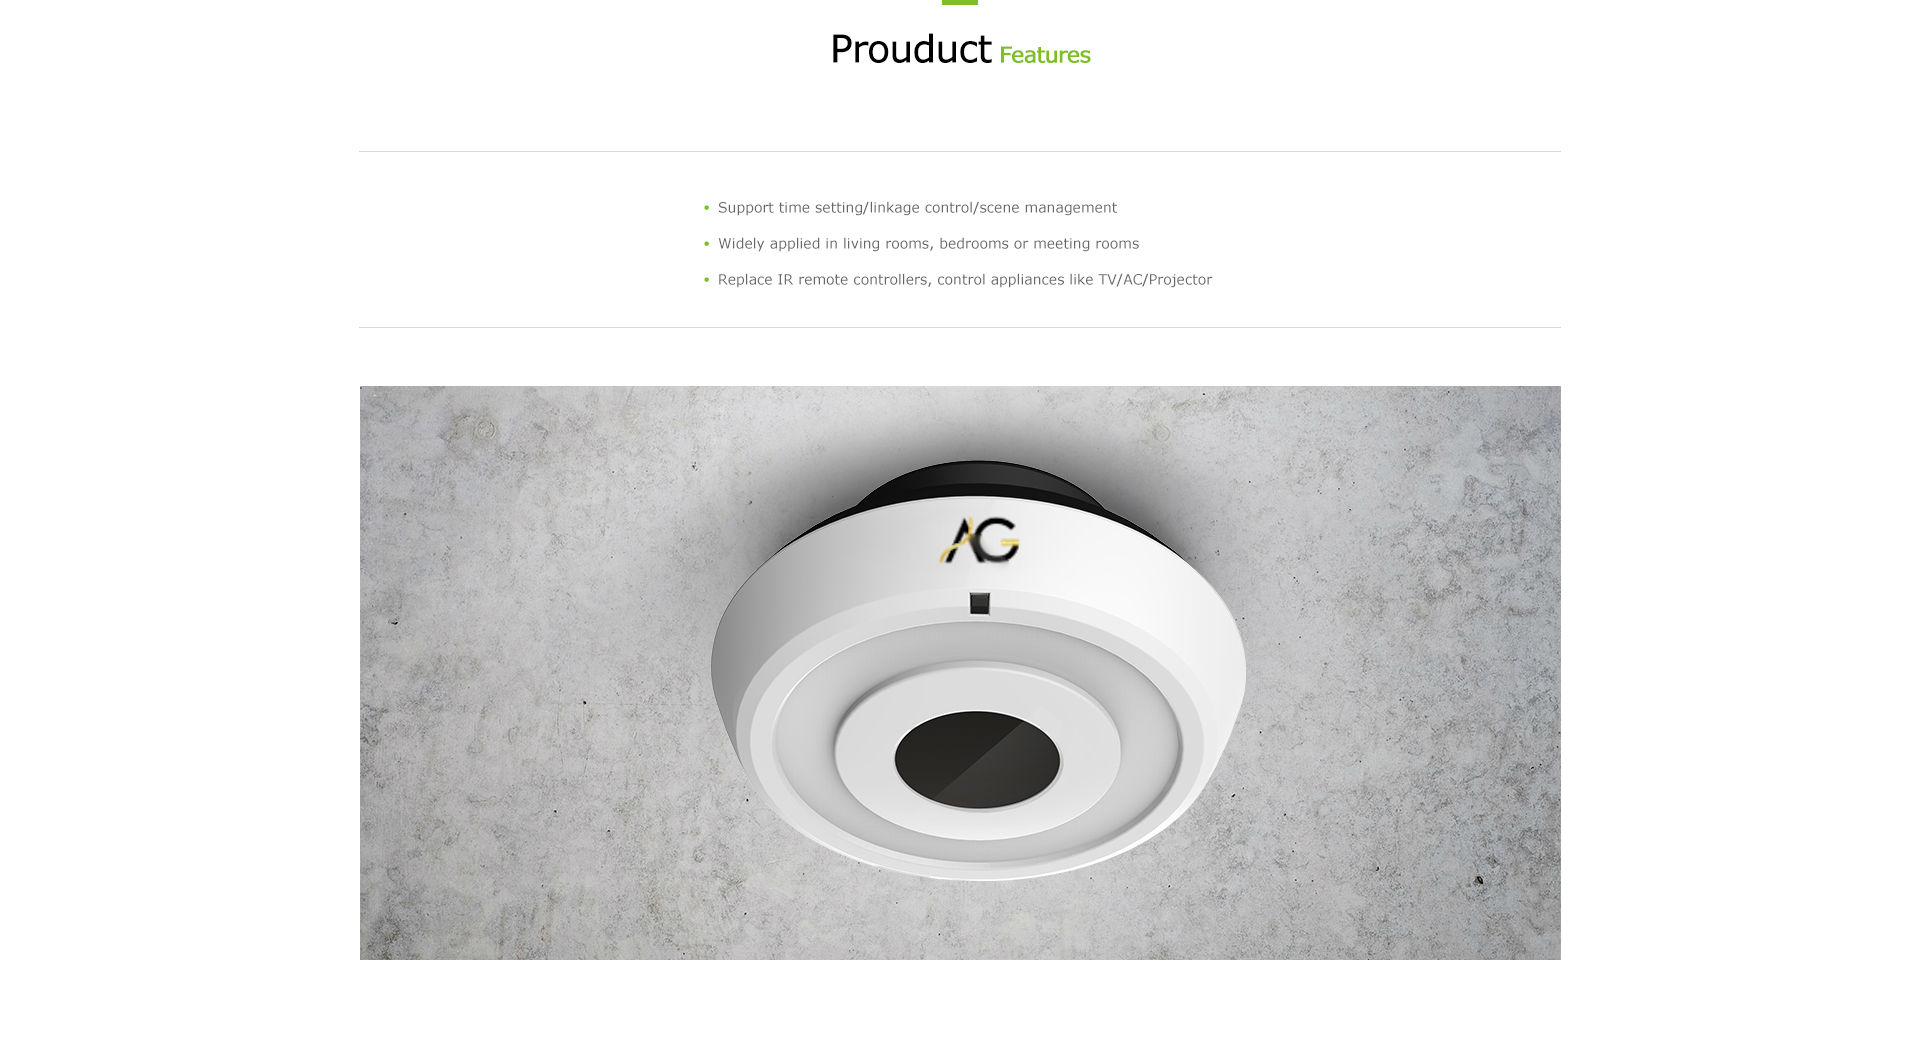 Prouduct Features
• Support time setting/linkage control/scene management
• Widely applied in living rooms, bedrooms or meeting rooms
• Replace IR remote controllers, control appliances like TV/AC/Projector
AG